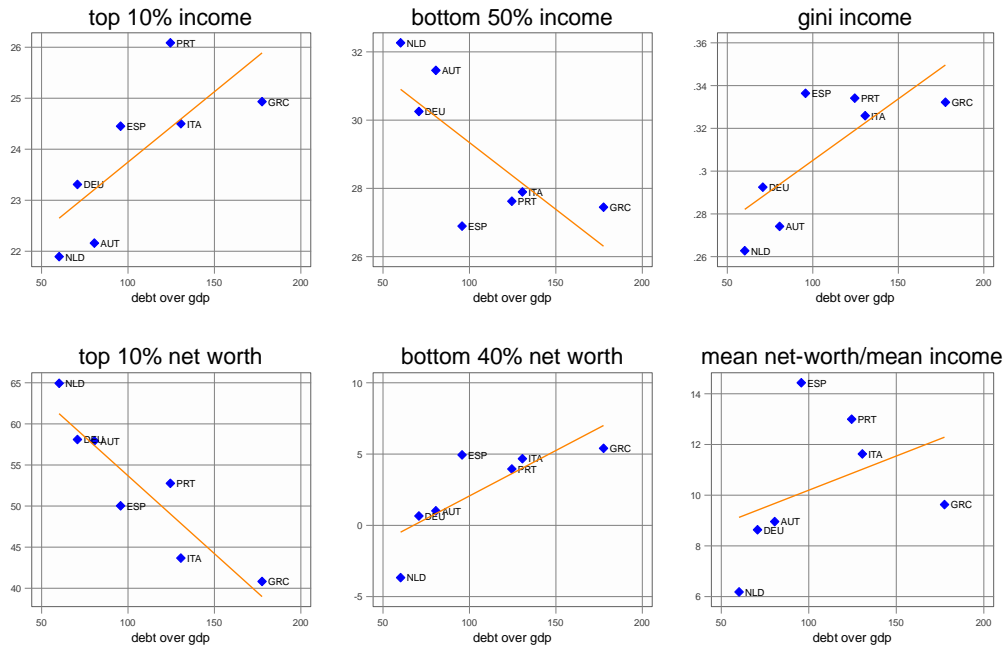 top 10% income
26
25
24
23
22
PRT
GRC
ITA
ESP
DEU
AUT
NLD
50
100
150
200
debt over gdp
bottom 50% income
32
30
28
26
NLD
AUT
DEU
ITA
PRT
GRC
ESP
50
100
150
200
debt over gdp
gini income
.36
.34
.32
.3
.28
.26
ESP
PRT
GRC
ITA
DEU
AUT
NLD
50
100
150
200
debt over gdp
top 10% net worth
65
60
55
50
45
40
NLD
DEU
AUT
PRT
ESP
ITA
GRC
50
100
150
200
debt over gdp
bottom 40% net worth
10
5
0
-5
GRC
ESP
ITA
PRT
AUT
DEU
NLD
50
100
150
200
debt over gdp
mean net-worth/mean income
14
12
10
8
6
ESP
PRT
ITA
GRC
AUT
DEU
NLD
50
100
150
200
debt over gdp